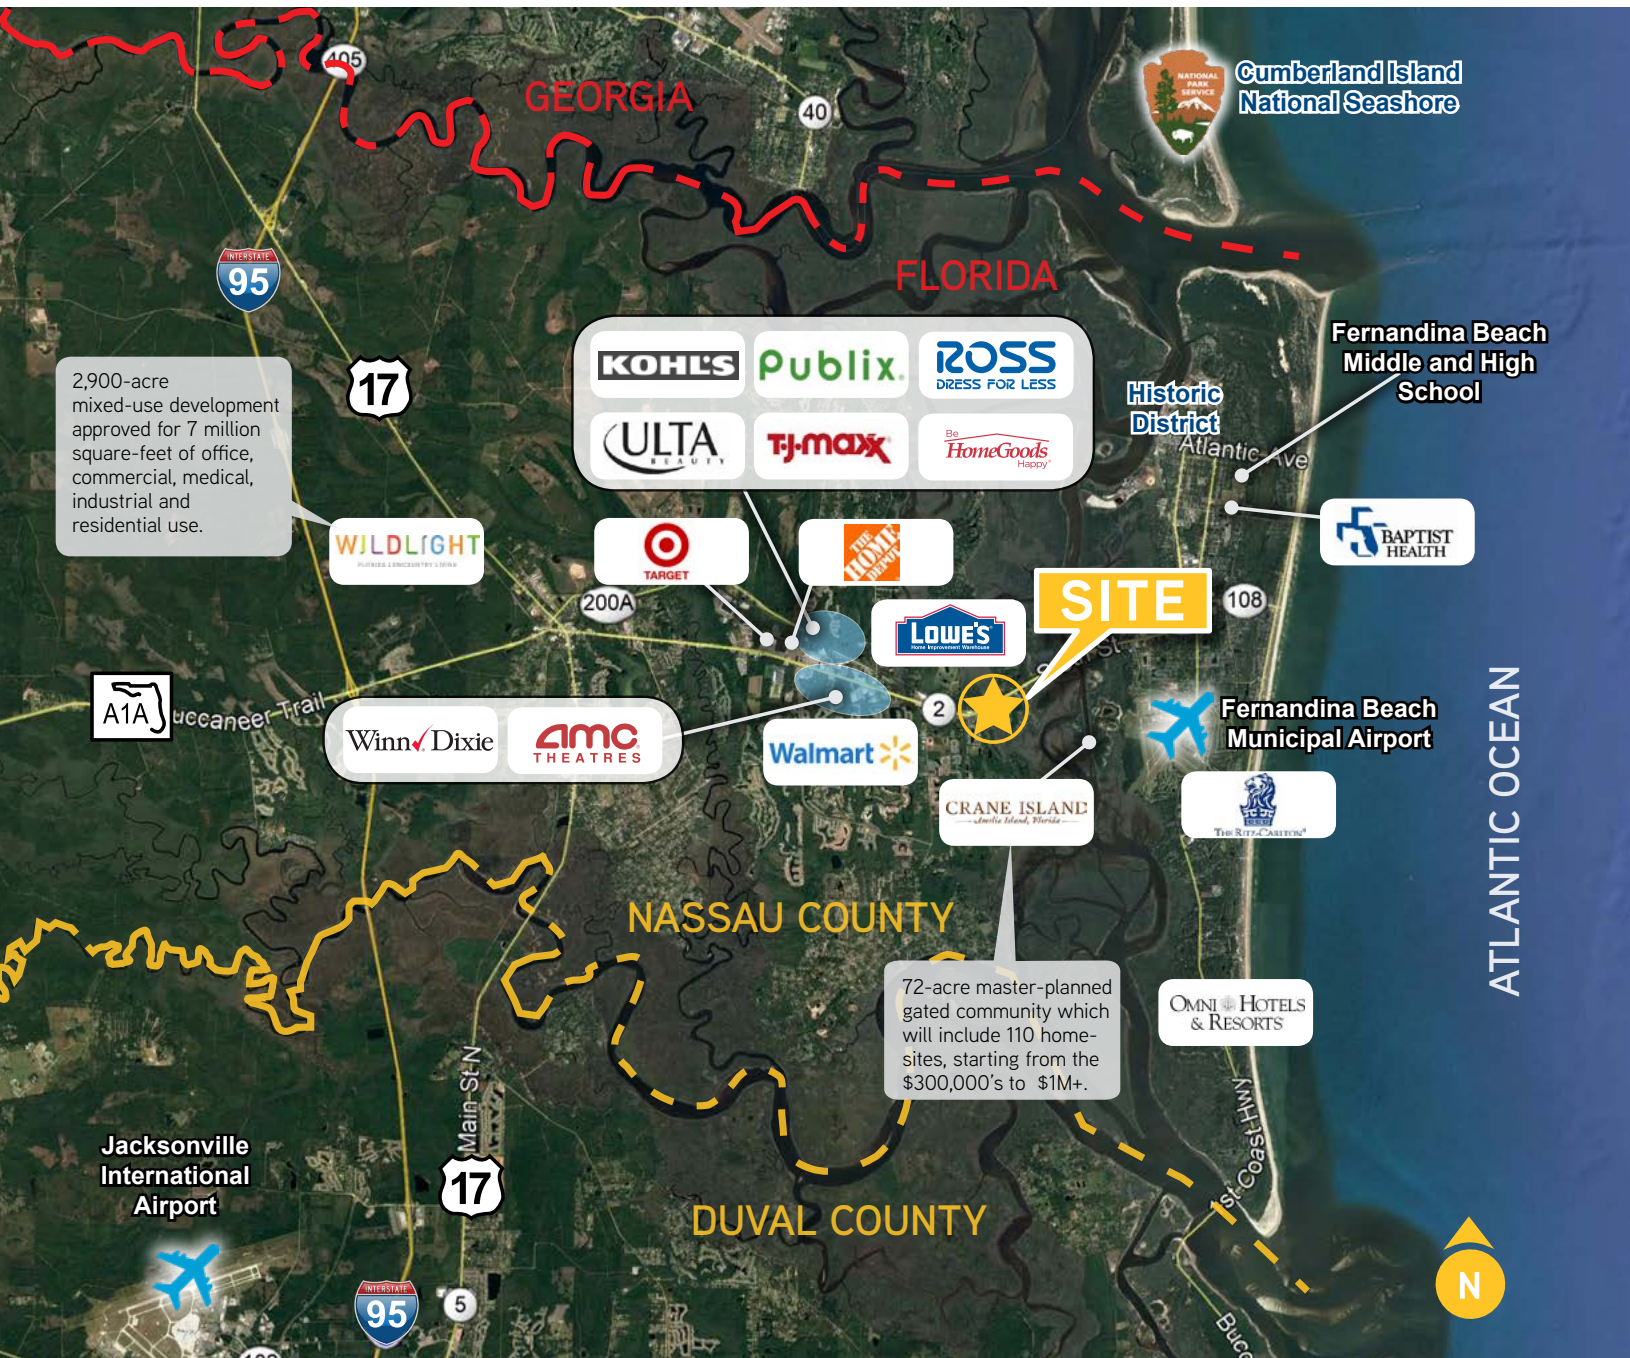 405
GEORGIA
40
NATIONAL
PARK
SERVICE
Cumberland Island
National Seashore
INTERSTATE
95
FLORIDA
17
2,900-acre
mixed-use development
approved for 7 million
square-feet of office,
commercial, medical,
industrial and
residential use.
KOHL'S
Publix.
ROSS
DRESS FOR LESS
ULTA
BEAUTY
T·J·maxx
Be
HomeGoods
Happy
Historic
District
Fernandina Beach
Middle and High
School
Atlantic Ave
WILDLIGHT
TARGET
THE
HOME
DEPOT
BAPTIST
HEALTH
200A
LOWE'S
Home Improvement Warehouse
SITE
108
A1A
uccaneer Trail
Winn Dixie
amc
THEATRES
Walmart
2
Fernandina Beach
Municipal Airport
CRANE ISLAND
Amelia Island, Florida
THE RITZ-CARLTON
ATLANTIC OCEAN
NASSAU COUNTY
72-acre master-planned
gated community which
will include 110 home-
sites, starting from the
$300,000's to $1M+.
OMNI HOTELS
& RESORTS
Main St N
1st Coast Hwy
Jacksonville
International
Airport
17
DUVAL COUNTY
INTERSTATE
95
5
N
Bucc